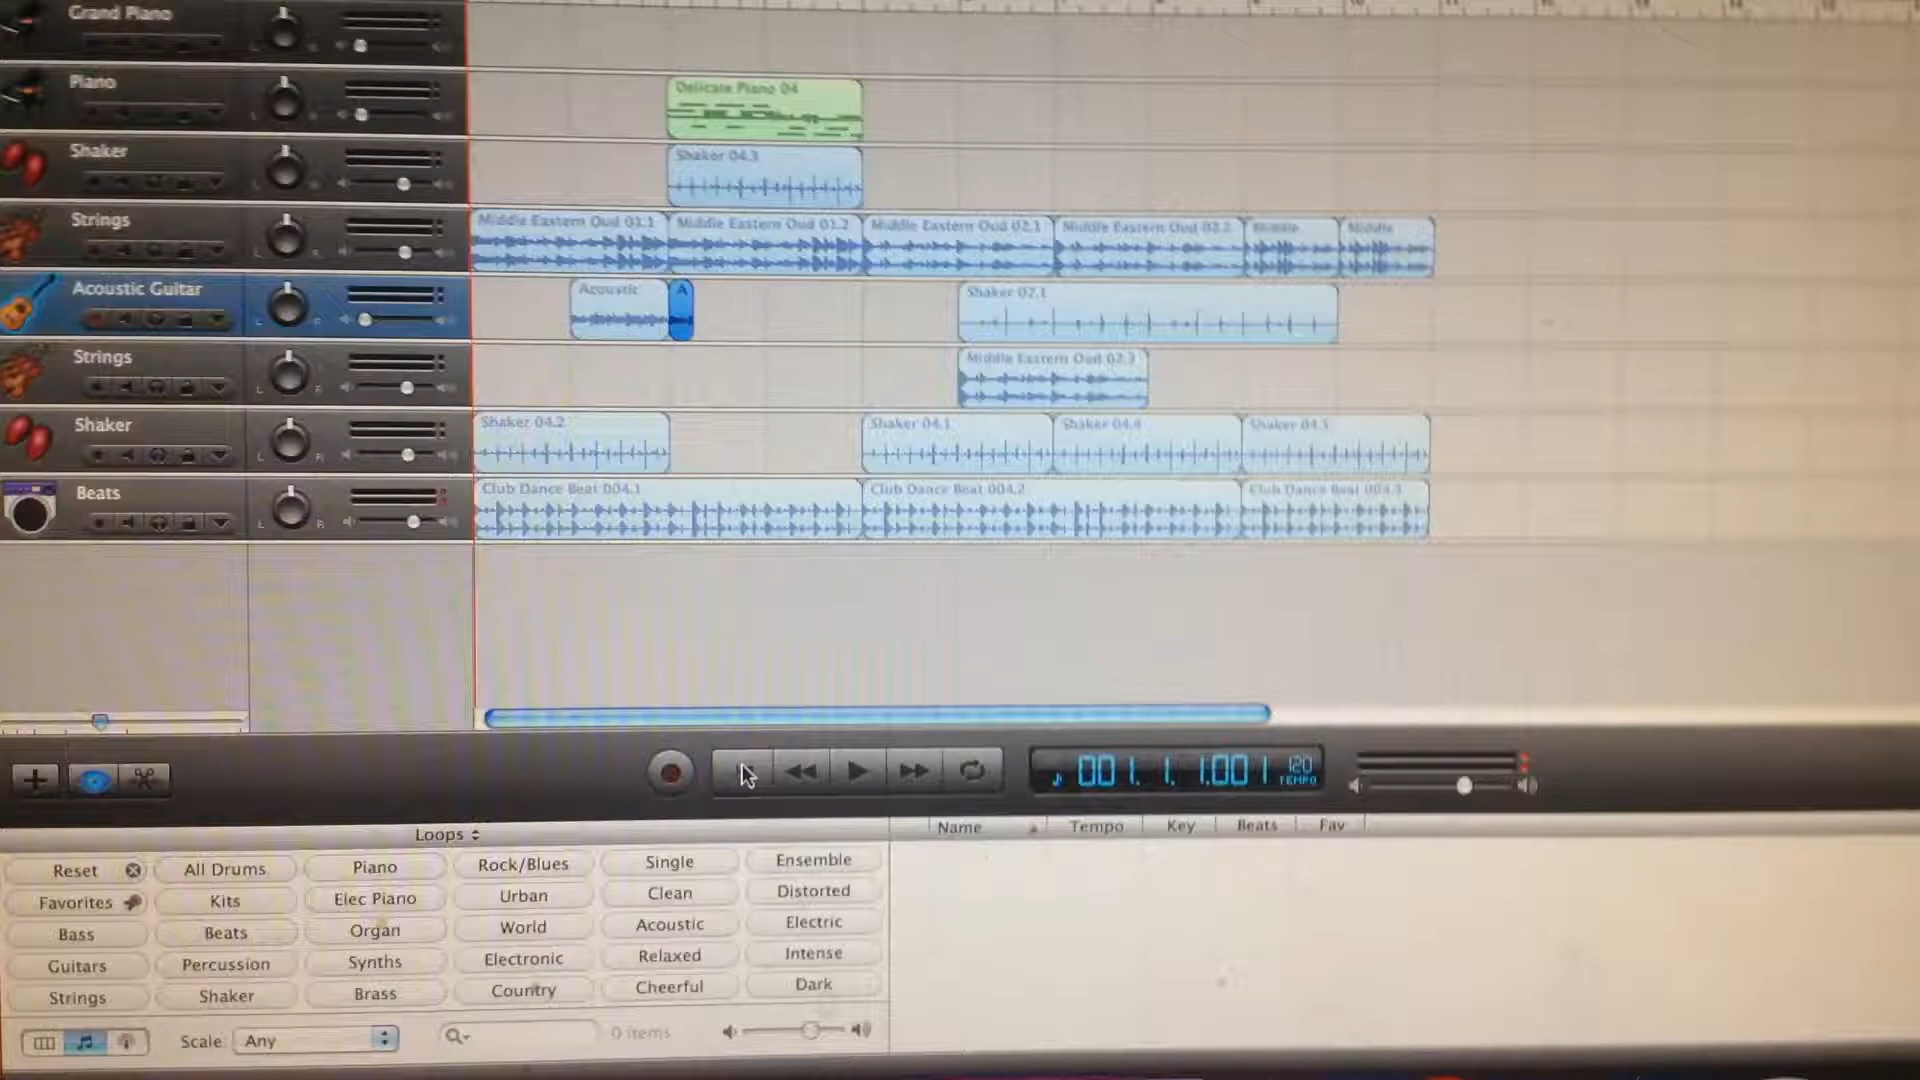 Grand Piano
Piano
Delicate Piano 04
Shaker
Shaker 04.3
Strings
Middle Eastern Oud 01.1
Middle Eastern Oud 01.2
Middle Eastern Oud 02.1
Middle Eastern Oud 02.2
Middle
Middle
Acoustic Guitar
Acoustic
A
Shaker 02.1
Strings
Middle Eastern Oud 02.3
Shaker
Shaker 04.2
Shaker 04.1
Shaker 04.4
Shaker 04.5
Beats
Club Dance Beat 004.1
Club Dance Beat 004.2
Club Dance Beat 004.3
001. 1. 1.001
120
TEMPO
Loops
Name Tempo Key Beats Fav
Reset All Drums Piano Rock/Blues Single Ensemble
Favorites Kits Elec Piano Urban Clean Distorted
Bass Beats Organ World Acoustic Electric
Guitars Percussion Synths Electronic Relaxed Intense
Strings Shaker Brass Country Cheerful Dark
Scale: Any
0 items